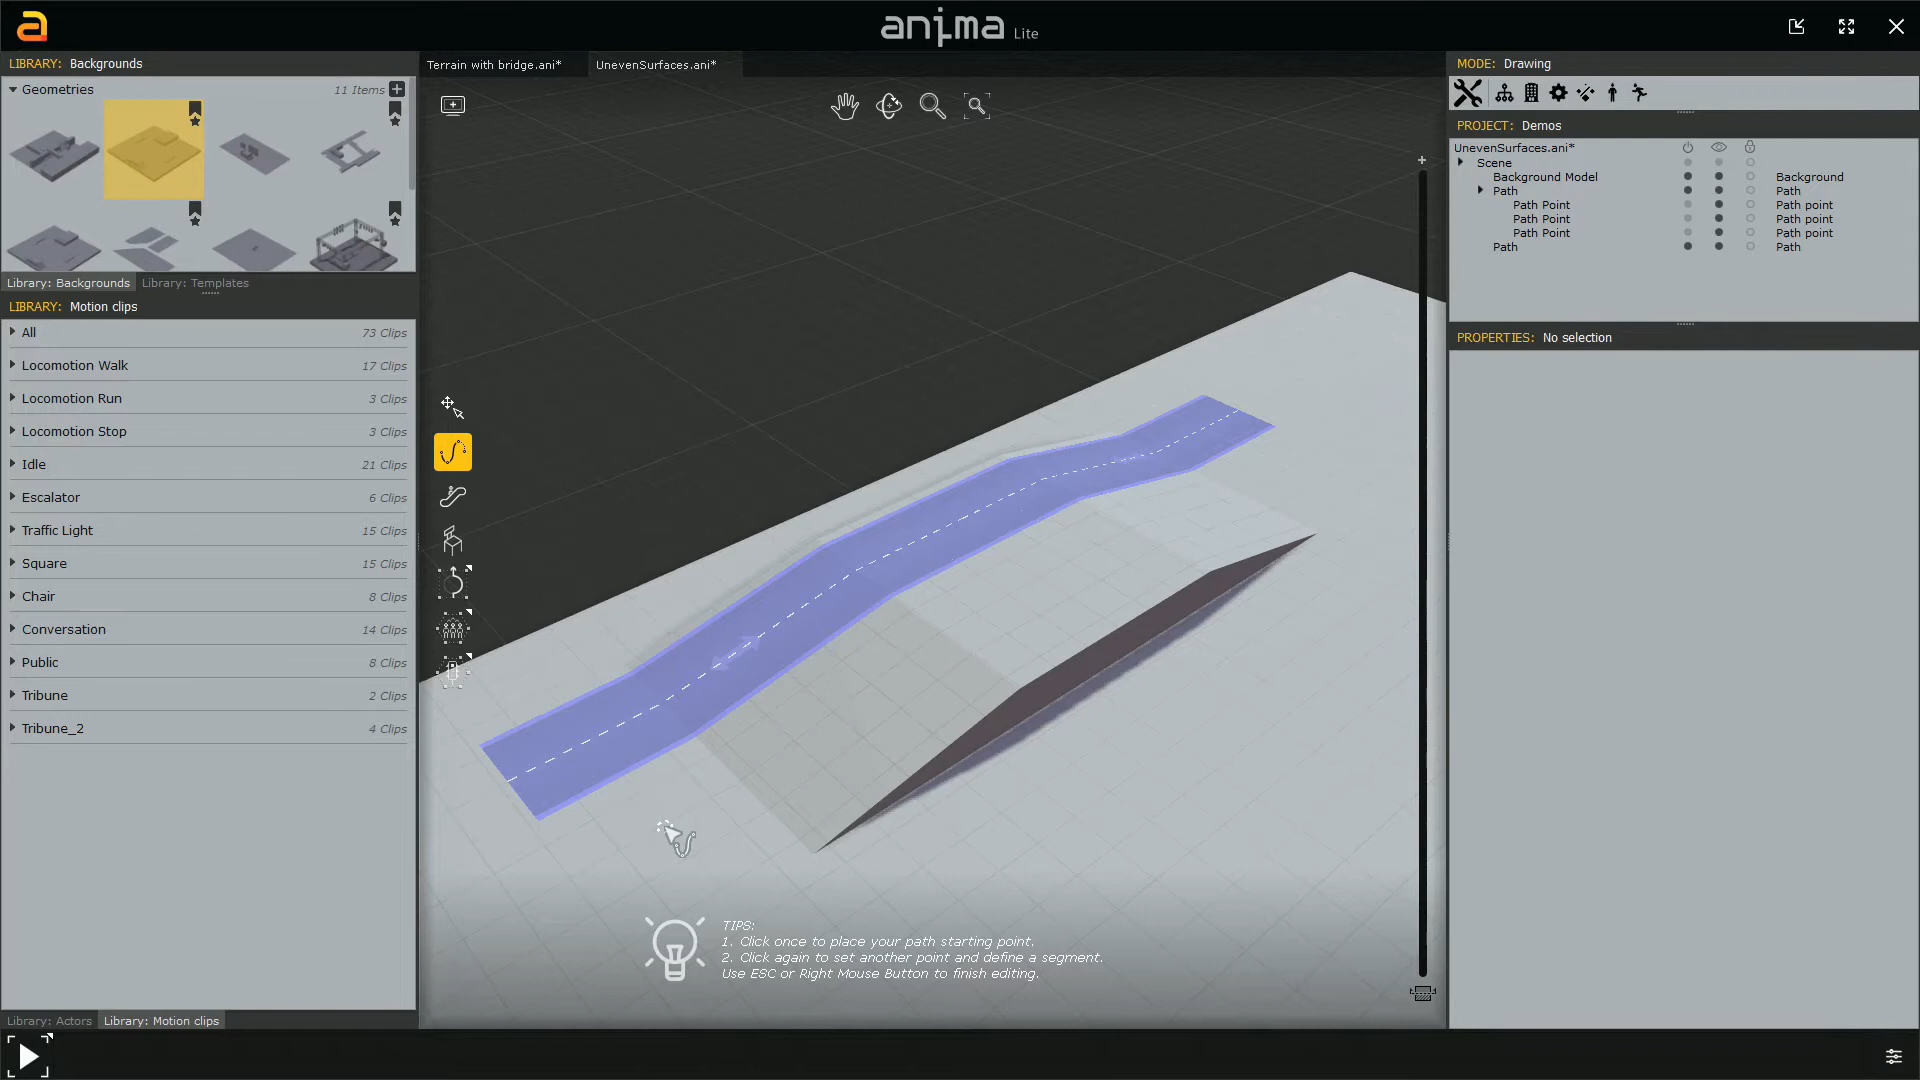 anima Lite
LIBRARY: Backgrounds
Geometries 11 Items
Library: Backgrounds Library: Templates
LIBRARY: Motion clips
All 73 Clips
Locomotion Walk 17 Clips
Locomotion Run 3 Clips
Locomotion Stop 3 Clips
Idle 21 Clips
Escalator 6 Clips
Traffic Light 15 Clips
Square 15 Clips
Chair 8 Clips
Conversation 14 Clips
Public 8 Clips
Tribune 2 Clips
Tribune_2 4 Clips
Library: Actors Library: Motion clips
Terrain with bridge.ani* UnevenSurfaces.ani*
TIPS:
1. Click once to place your path starting point.
2. Click again to set another point and define a segment.
Use ESC or Right Mouse Button to finish editing.
MODE: Drawing
PROJECT: Demos
UnevenSurfaces.ani*
Scene
Background Model Background
Path Path
Path Point Path point
Path Point Path point
Path Point Path point
Path Path
PROPERTIES: No selection